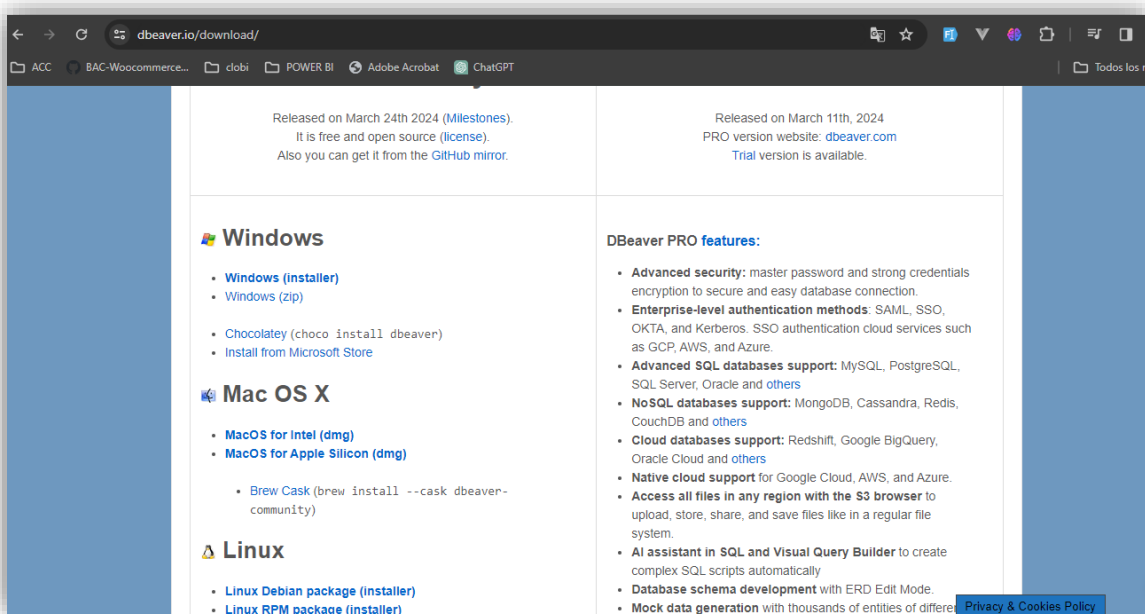 dbeaver.io/download/
ACC
BAC-Woocommerce...
clobi
POWER BI
Adobe Acrobat
ChatGPT
Todos los
Released on March 24th 2024 (Milestones).
It is free and open source (license).
Also you can get it from the GitHub mirror.
Released on March 11th, 2024
PRO version website: dbeaver.com
Trial version is available.
Windows
Windows (installer)
Windows (zip)
Chocolatey (choco install dbeaver)
Install from Microsoft Store
Mac OS X
MacOS for Intel (dmg)
MacOS for Apple Silicon (dmg)
Brew Cask (brew install --cask dbeaver-
community)
Linux
Linux Debian package (installer)
Linux RPM package (installer)
DBeaver PRO features:
Advanced security: master password and strong credentials
encryption to secure and easy database connection.
Enterprise-level authentication methods: SAML, SSO,
OKTA, and Kerberos. SSO authentication cloud services such
as GCP, AWS, and Azure.
Advanced SQL databases support: MySQL, PostgreSQL,
SQL Server, Oracle and others
NoSQL databases support: MongoDB, Cassandra, Redis,
CouchDB and others
Cloud databases support: Redshift, Google BigQuery,
Oracle Cloud and others
Native cloud support for Google Cloud, AWS, and Azure.
Access all files in any region with the S3 browser to
upload, store, share, and save files like in a regular file
system.
AI assistant in SQL and Visual Query Builder to create
complex SQL scripts automatically
Database schema development with ERD Edit Mode.
Mock data generation with thousands of entities of
Privacy & Cookies Policy